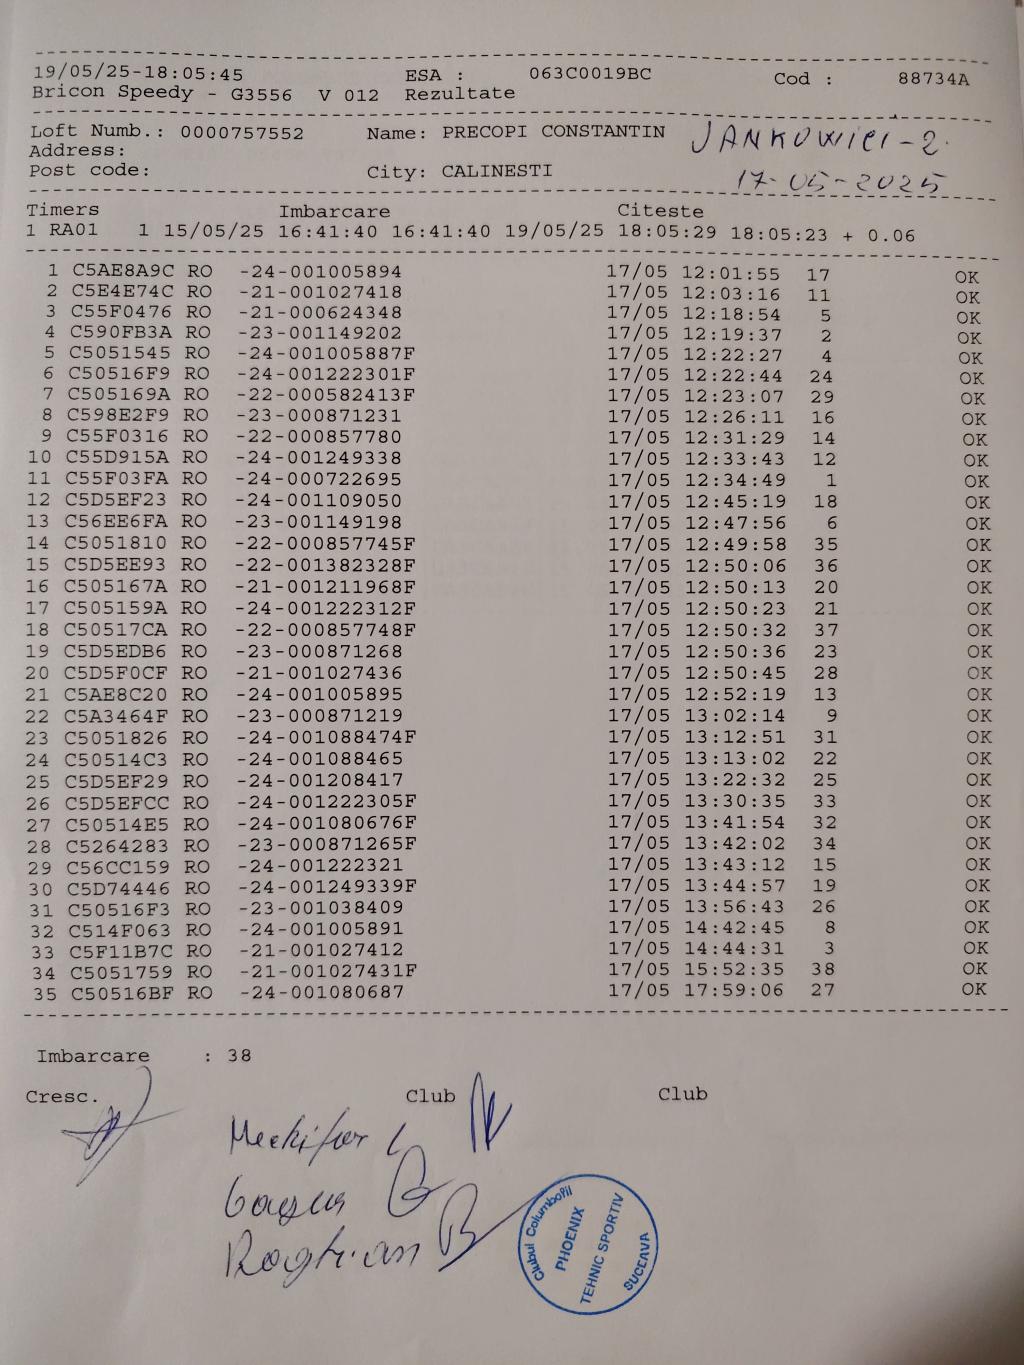 19/05/25-18:05:45 ESA : 063C0019BC Cod : 88734A
Bricon Speedy - G3556 V 012 Rezultate
Loft Numb.: 0000757552 Name: PRECOPI CONSTANTIN JANKOWICI-2.
Address:
Post code: City: CALINESTI 17-05-2025
Timers Imbarcare Citeste
1 RA01 1 15/05/25 16:41:40 16:41:40 19/05/25 18:05:29 18:05:23 + 0.06
1 C5AE8A9C RO -24-001005894 17/05 12:01:55 17 OK
2 C5E4E74C RO -21-001027418 17/05 12:03:16 11 OK
3 C55F0476 RO -21-000624348 17/05 12:18:54 5 OK
4 C590FB3A RO -23-001149202 17/05 12:19:37 2 OK
5 C5051545 RO -24-001005887F 17/05 12:22:27 4 OK
6 C50516F9 RO -24-001222301F 17/05 12:22:44 24 OK
7 C505169A RO -22-000582413F 17/05 12:23:07 29 OK
8 C598E2F9 RO -23-000871231 17/05 12:26:11 16 OK
9 C55F0316 RO -22-000857780 17/05 12:31:29 14 OK
10 C55D915A RO -24-001249338 17/05 12:33:43 12 OK
11 C55F03FA RO -24-000722695 17/05 12:34:49 1 OK
12 C5D5EF23 RO -24-001109050 17/05 12:45:19 18 OK
13 C56EE6FA RO -23-001149198 17/05 12:47:56 6 OK
14 C5051810 RO -22-000857745F 17/05 12:49:58 35 OK
15 C5D5EE93 RO -22-001382328F 17/05 12:50:06 36 OK
16 C505167A RO -21-001211968F 17/05 12:50:13 20 OK
17 C505159A RO -24-001222312F 17/05 12:50:23 21 OK
18 C50517CA RO -22-000857748F 17/05 12:50:32 37 OK
19 C5D5EDB6 RO -23-000871268 17/05 12:50:36 23 OK
20 C5D5F0CF RO -21-001027436 17/05 12:50:45 28 OK
21 C5AE8C20 RO -24-001005895 17/05 12:52:19 13 OK
22 C5A3464F RO -23-000871219 17/05 13:02:14 9 OK
23 C5051826 RO -24-001088474F 17/05 13:12:51 31 OK
24 C50514C3 RO -24-001088465 17/05 13:13:02 22 OK
25 C5D5EF29 RO -24-001208417 17/05 13:22:32 25 OK
26 C5D5EFCC RO -24-001222305F 17/05 13:30:35 33 OK
27 C50514E5 RO -24-001080676F 17/05 13:41:54 32 OK
28 C5264283 RO -23-000871265F 17/05 13:42:02 34 OK
29 C56CC159 RO -24-001222321 17/05 13:43:12 15 OK
30 C5D74446 RO -24-001249339F 17/05 13:44:57 19 OK
31 C50516F3 RO -23-001038409 17/05 13:56:43 26 OK
32 C514F063 RO -24-001005891 17/05 14:42:45 8 OK
33 C5F11B7C RO -21-001027412 17/05 14:44:31 3 OK
34 C5051759 RO -21-001027431F 17/05 15:52:35 38 OK
35 C50516BF RO -24-001080687 17/05 17:59:06 27 OK
Imbarcare : 38
Cresc. Club Club
Clubul Columbofil
PHOENIX
TEHNIC SPORTIV
SUCEAVA